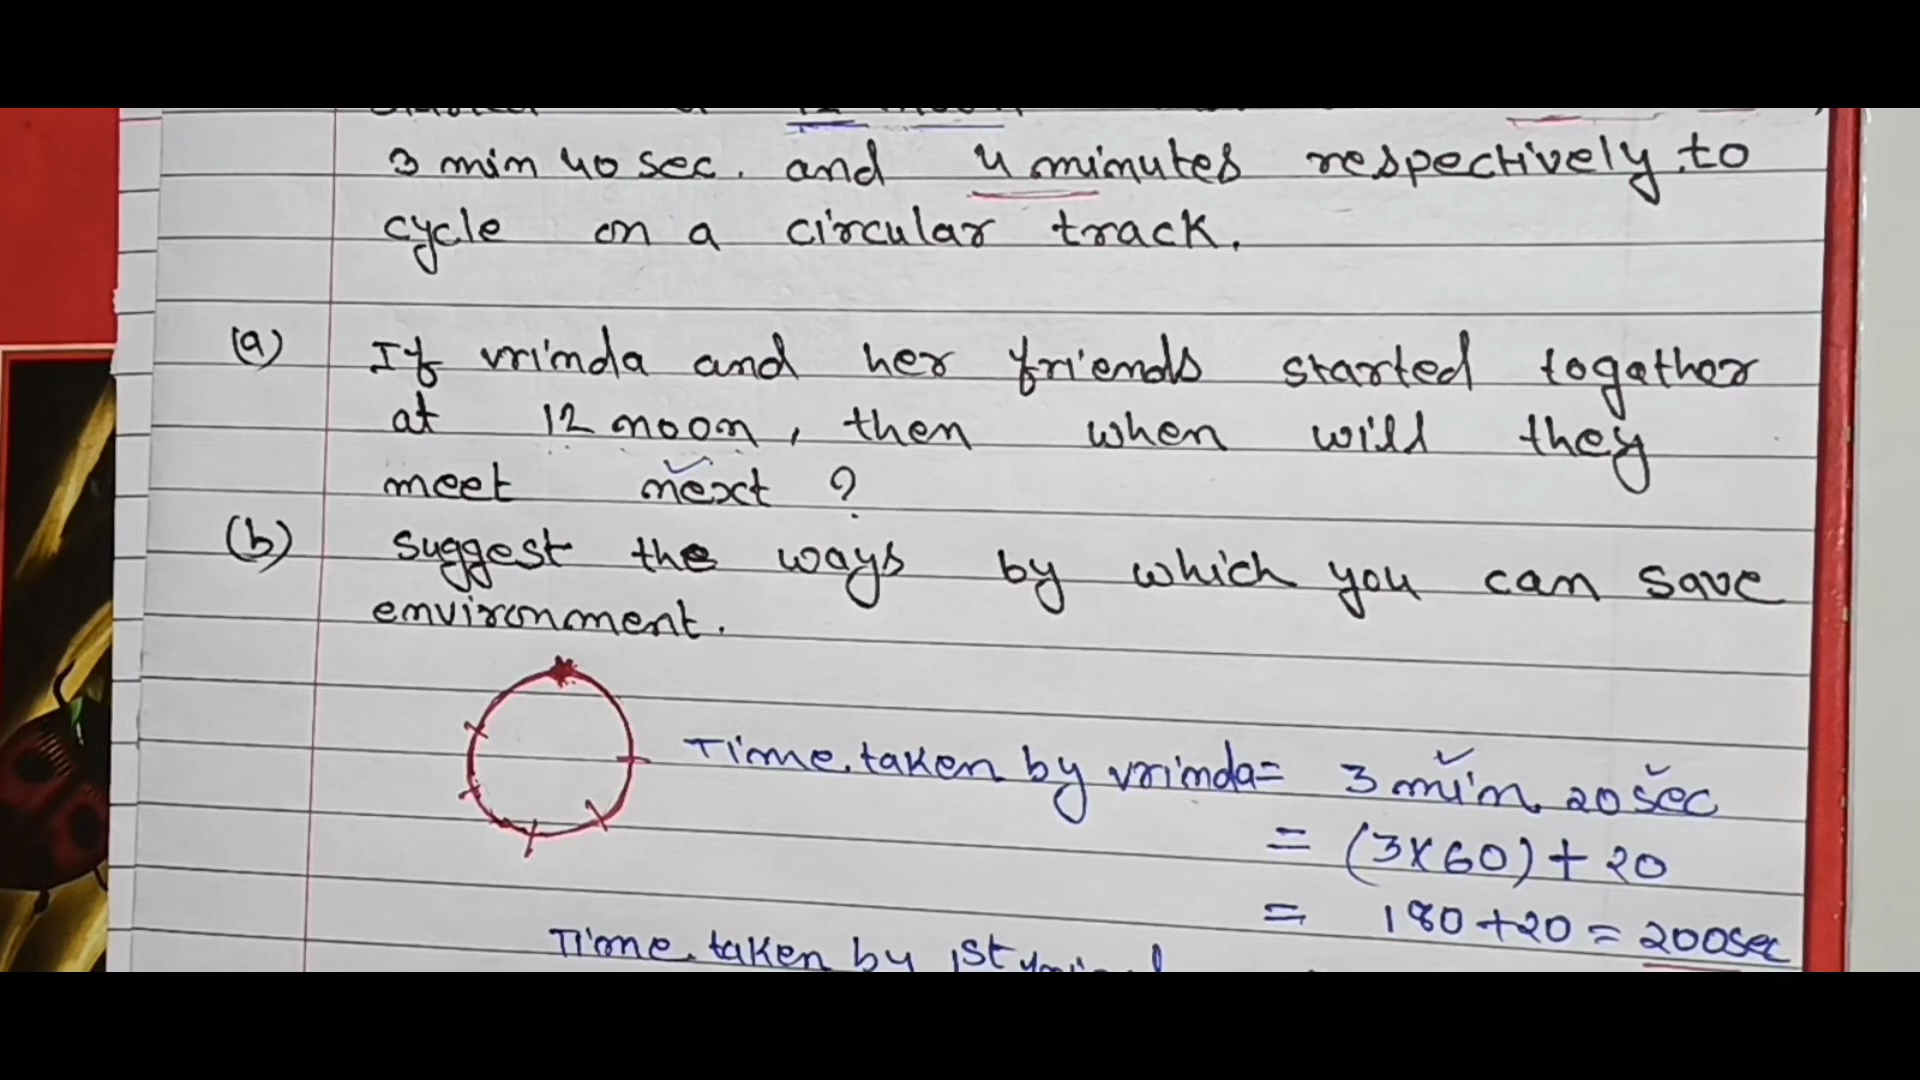 3 min 40 sec. and 4 minutes respectively to
cycle on a circular track.
(a) If vrinda and her friends started togather
at 12 noon, then when will they
meet next ?
(b) suggest the ways by which you can save
environment.
Time taken by vrinda = 3 min 20 sec
= (3x60) + 20
= 180 + 20 = 200sec
Time taken by 1st